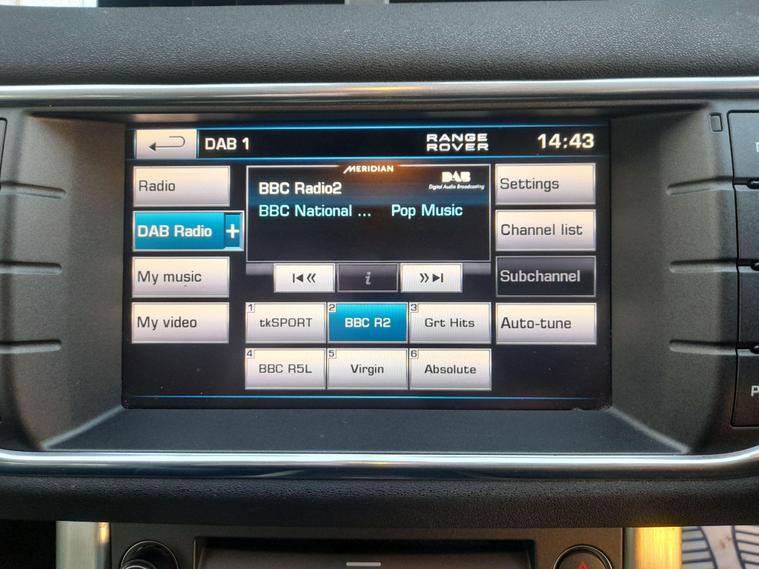 DAB 1
RANGE ROVER
14:43
Radio
DAB Radio +
My music
My video
MERIDIAN
BBC Radio2
DAB
Digital Audio Broadcasting
BBC National ... Pop Music
i
1 tkSPORT
2 BBC R2
3 Grt Hits
4 BBC R5L
5 Virgin
6 Absolute
Settings
Channel list
Subchannel
Auto-tune